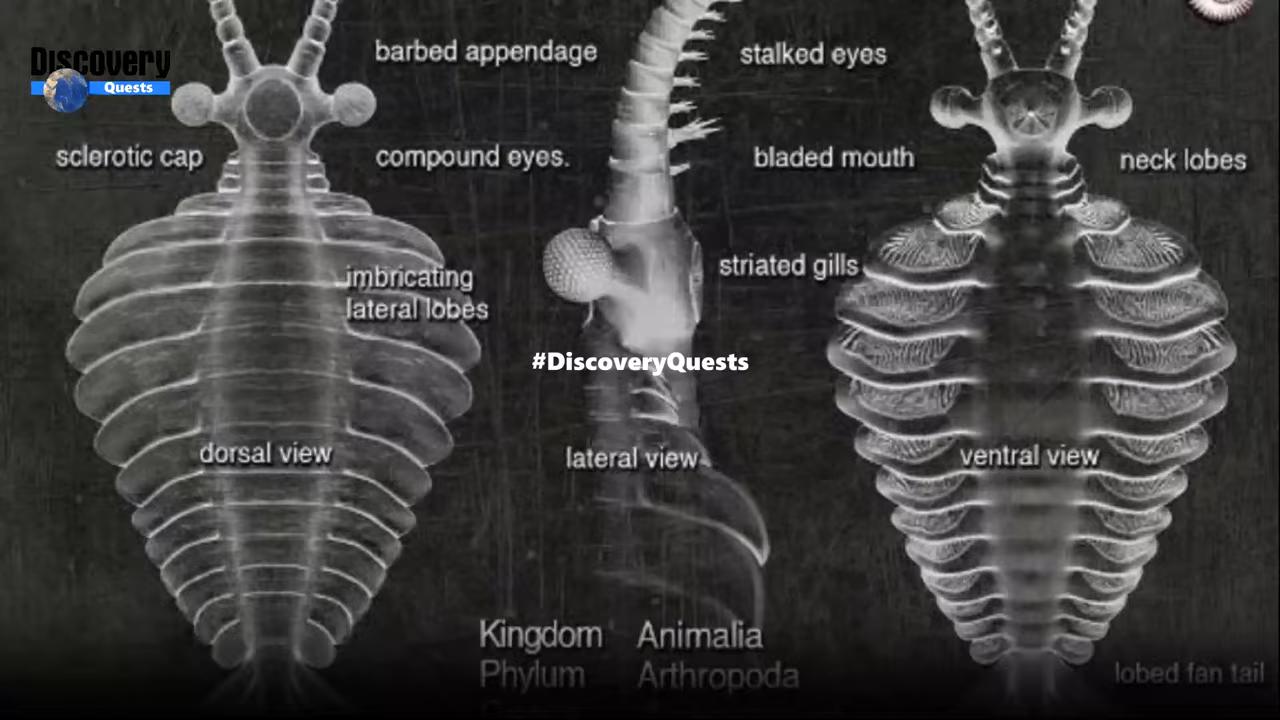 Discovery
Quests
barbed appendage
stalked eyes
sclerotic cap
compound eyes.
bladed mouth
neck lobes
striated gills
imbricating
lateral lobes
#DiscoveryQuests
dorsal view
lateral view
ventral view
Kingdom Animalia
Phylum Arthropoda
lobed fan tail